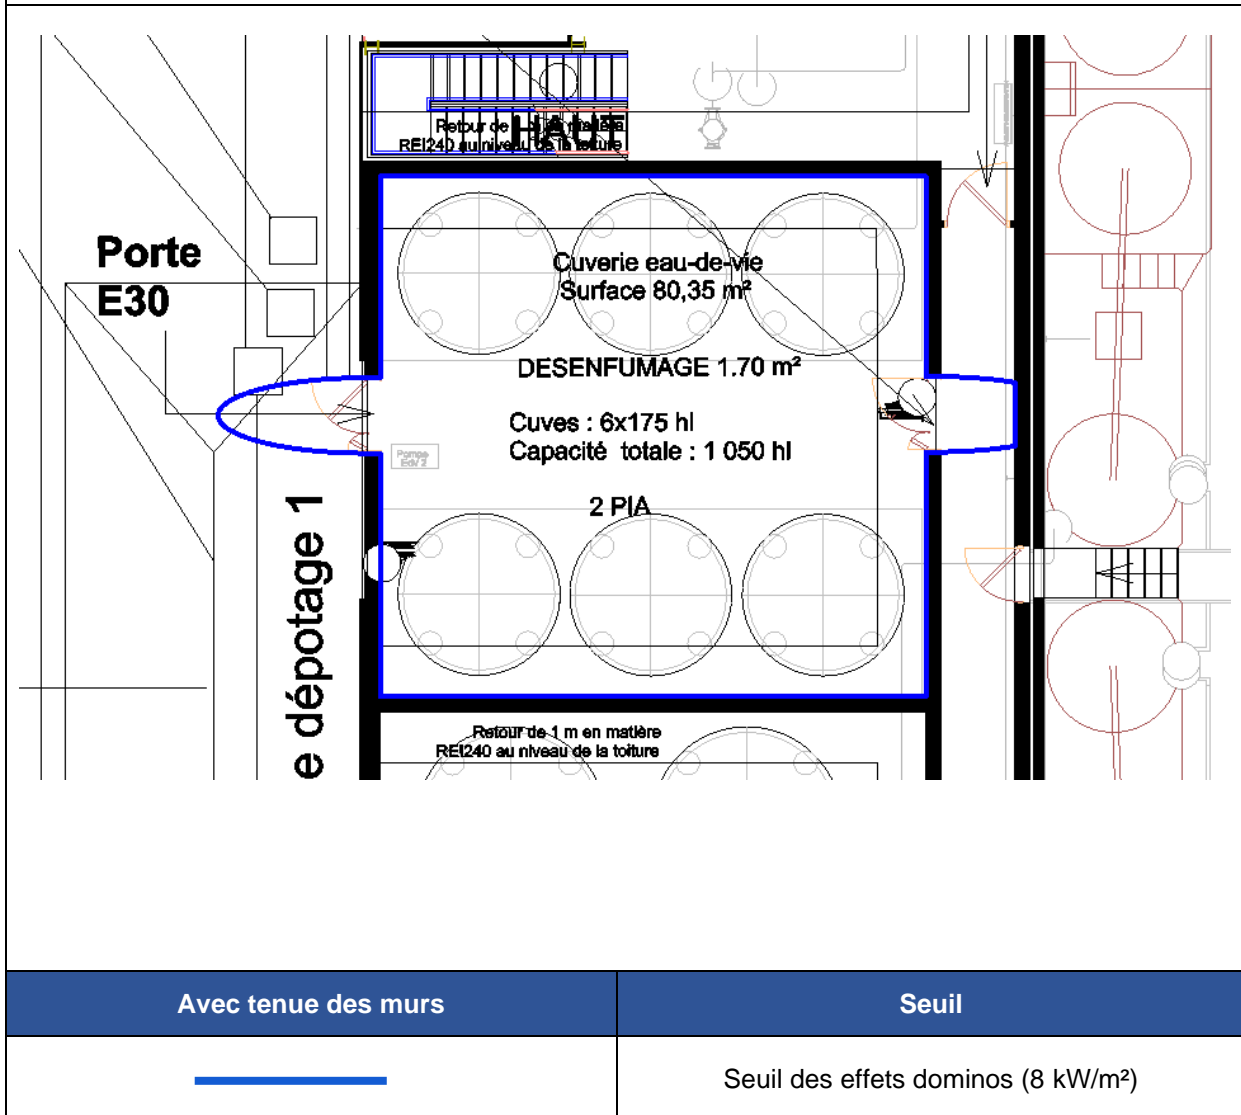 HAUT
Retour de 1 m en matière
REI240 au niveau de la toiture
Porte
E30
Cuverie eau-de-vie
Surface 80,35 m²
DESENFUMAGE 1.70 m²
Cuves : 6x175 hl
Capacité totale : 1 050 hl
Pompe
EdV 2
2 PIA
e dépotage 1
Retour de 1 m en matière
REI240 au niveau de la toiture
Avec tenue des murs
Seuil
Seuil des effets dominos (8 kW/m²)